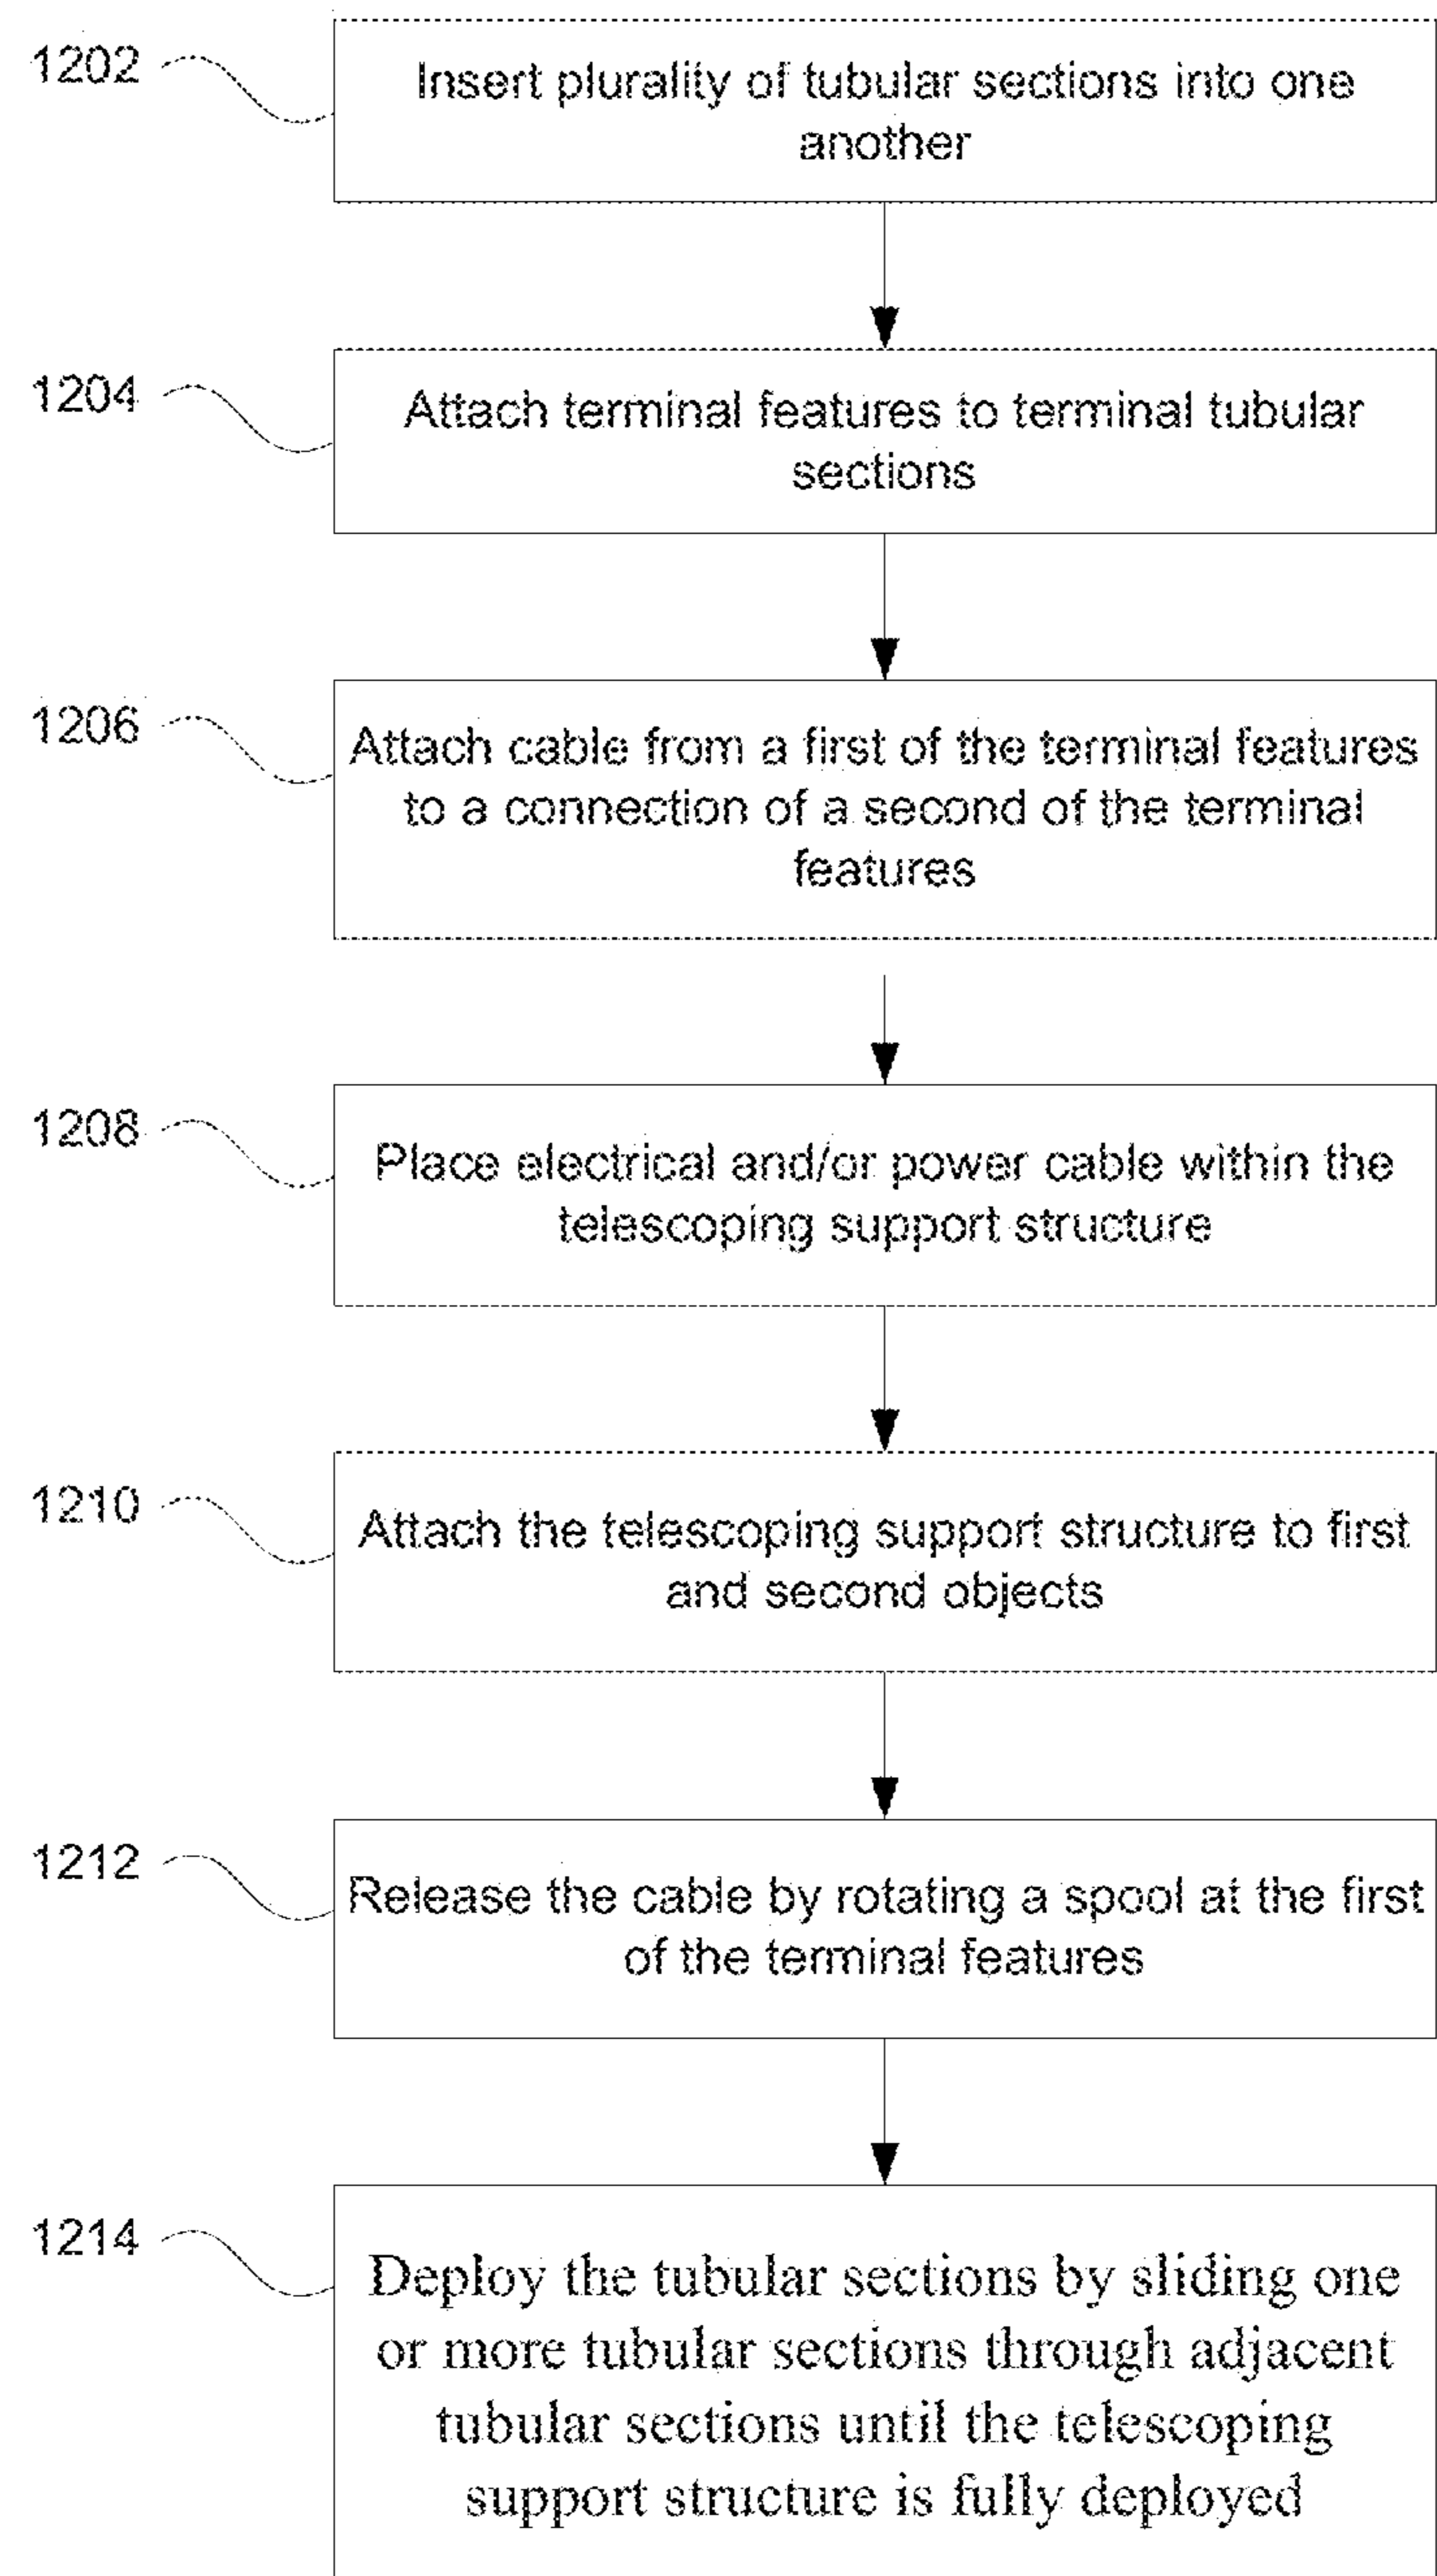 1202
Insert plurality of tubular sections into one
another
1204
Attach terminal features to terminal tubular
sections
1206
Attach cable from a first of the terminal features
to a connection of a second of the terminal
features
1208
Place electrical and/or power cable within the
telescoping support structure
1210
Attach the telescoping support structure to first
and second objects
1212
Release the cable by rotating a spool at the first
of the terminal features
1214
Deploy the tubular sections by sliding one
or more tubular sections through adjacent
tubular sections until the telescoping
support structure is fully deployed